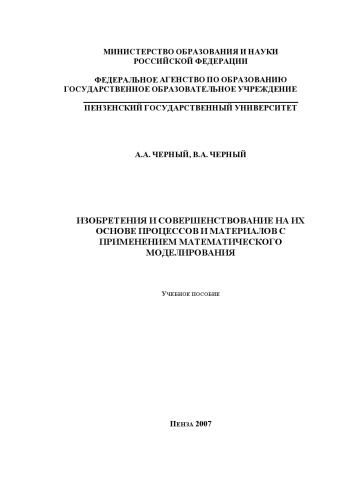 МИНИСТЕРСТВО ОБРАЗОВАНИЯ И НАУКИ
РОССИЙСКОЙ ФЕДЕРАЦИИ
ФЕДЕРАЛЬНОЕ АГЕНСТВО ПО ОБРАЗОВАНИЮ
ГОСУДАРСТВЕННОЕ ОБРАЗОВАТЕЛЬНОЕ УЧРЕЖДЕНИЕ
ПЕНЗЕНСКИЙ ГОСУДАРСТВЕННЫЙ УНИВЕРСИТЕТ
А.А. ЧЕРНЫЙ, В.А. ЧЕРНЫЙ
ИЗОБРЕТЕНИЯ И СОВЕРШЕНСТВОВАНИЕ НА ИХ
ОСНОВЕ ПРОЦЕССОВ И МАТЕРИАЛОВ С
ПРИМЕНЕНИЕМ МАТЕМАТИЧЕСКОГО
МОДЕЛИРОВАНИЯ
УЧЕБНОЕ ПОСОБИЕ
ПЕНЗА 2007